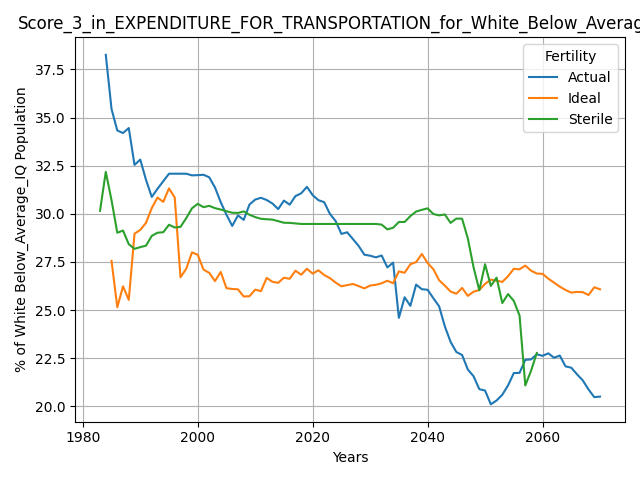 Score_3_in_EXPENDITURE_FOR_TRANSPORTATION_for_White_Below_Averag
Fertility
Actual
Ideal
Sterile
% of White Below_Average_IQ Population
37.5
35.0
32.5
30.0
27.5
25.0
22.5
20.0
1980
2000
2020
2040
2060
Years